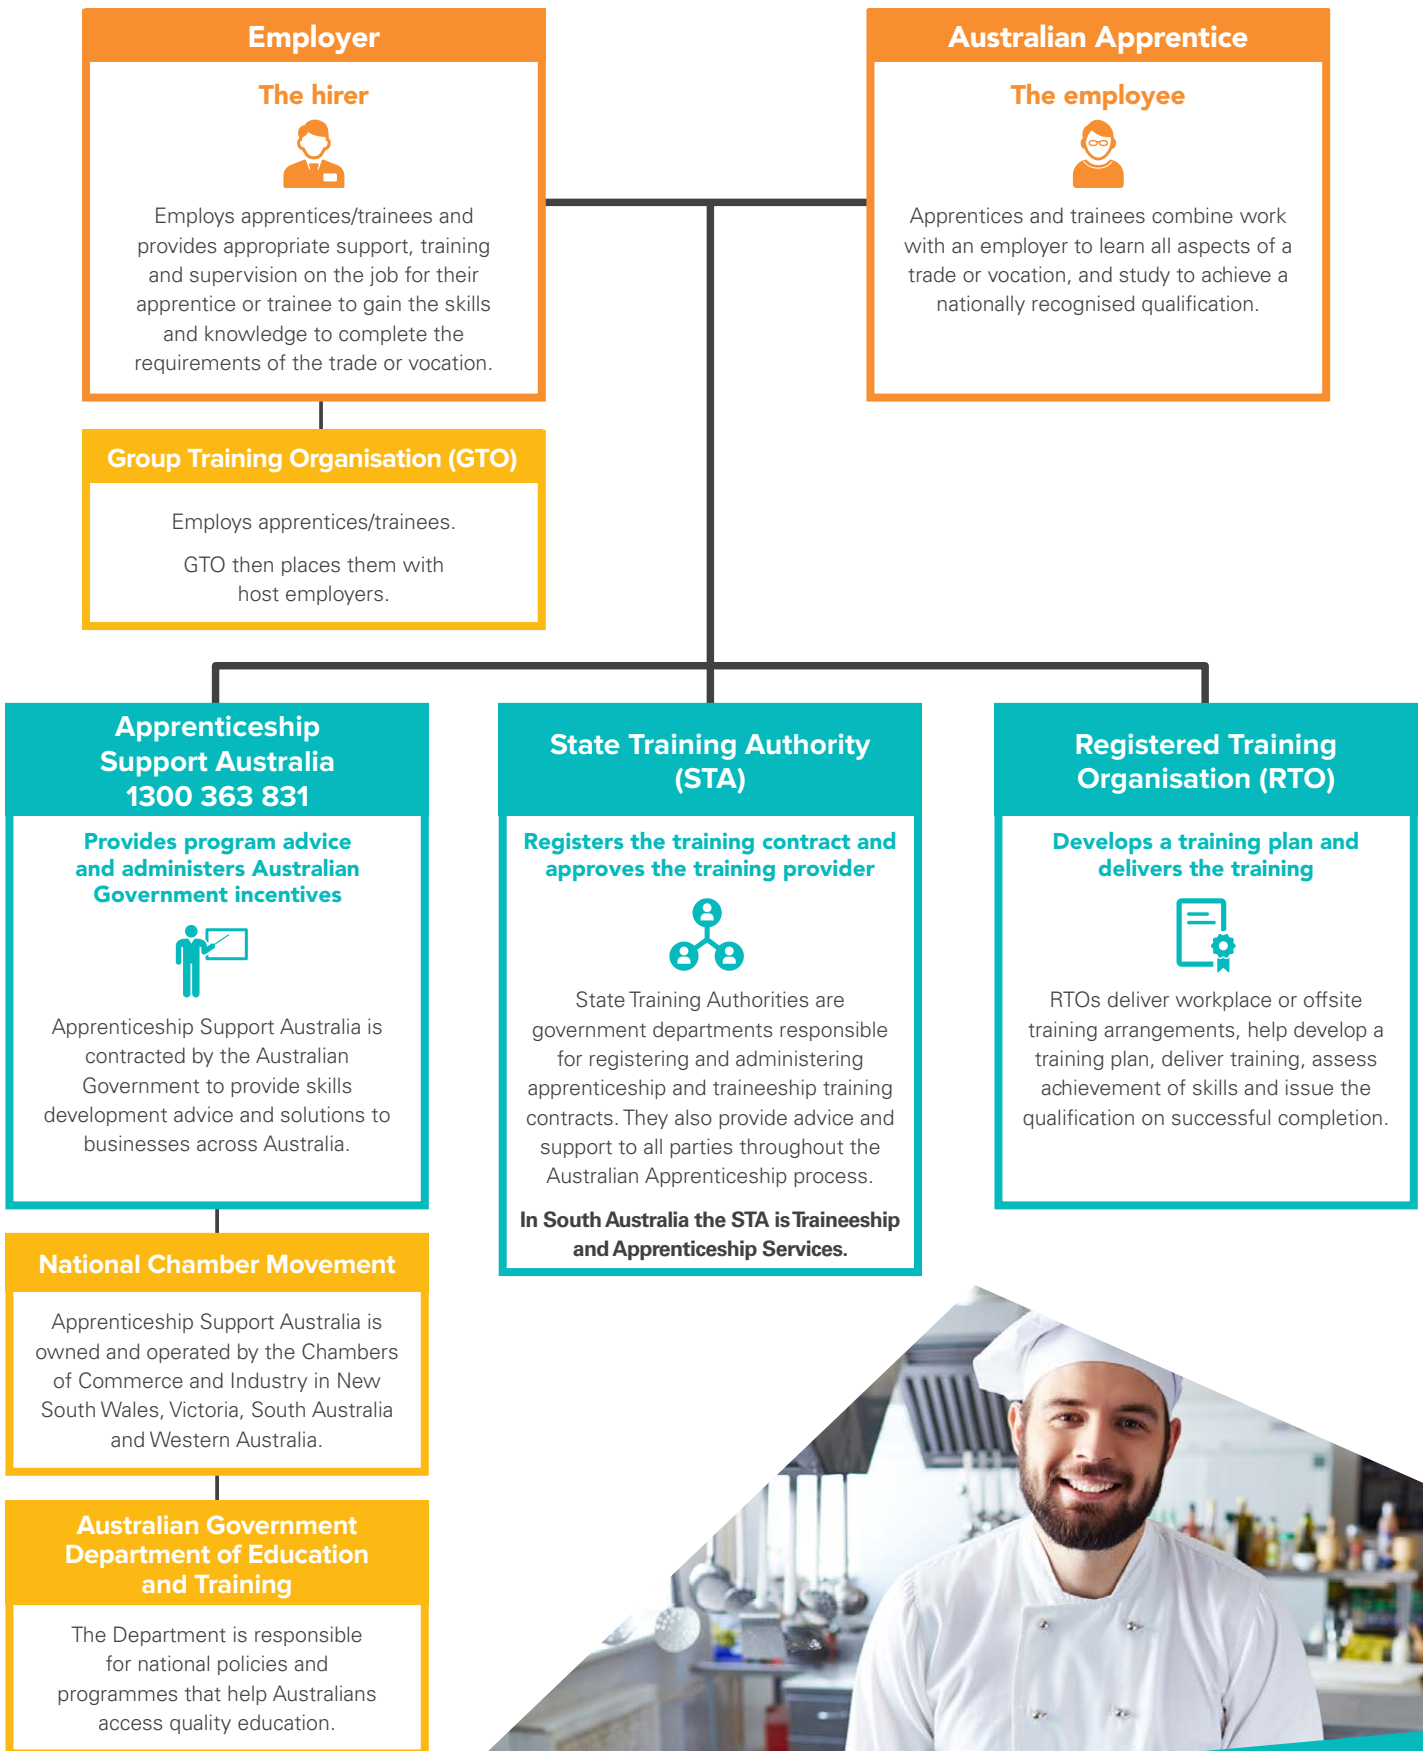 Employer
The hirer
Employs apprentices/trainees and
provides appropriate support, training
and supervision on the job for their
apprentice or trainee to gain the skills
and knowledge to complete the
requirements of the trade or vocation.
Australian Apprentice
The employee
Apprentices and trainees combine work
with an employer to learn all aspects of a
trade or vocation, and study to achieve a
nationally recognised qualification.
Group Training Organisation (GTO)
Employs apprentices/trainees.
GTO then places them with
host employers.
Apprenticeship
Support Australia
1300 363 831
Provides program advice
and administers Australian
Government incentives
Apprenticeship Support Australia is
contracted by the Australian
Government to provide skills
development advice and solutions to
businesses across Australia.
State Training Authority
(STA)
Registers the training contract and
approves the training provider
State Training Authorities are
government departments responsible
for registering and administering
apprenticeship and traineeship training
contracts. They also provide advice and
support to all parties throughout the
Australian Apprenticeship process.
In South Australia the STA is Traineeship
and Apprenticeship Services.
Registered Training
Organisation (RTO)
Develops a training plan and
delivers the training
RTOs deliver workplace or offsite
training arrangements, help develop a
training plan, deliver training, assess
achievement of skills and issue the
qualification on successful completion.
National Chamber Movement
Apprenticeship Support Australia is
owned and operated by the Chambers
of Commerce and Industry in New
South Wales, Victoria, South Australia
and Western Australia.
Australian Government
Department of Education
and Training
The Department is responsible
for national policies and
programmes that help Australians
access quality education.